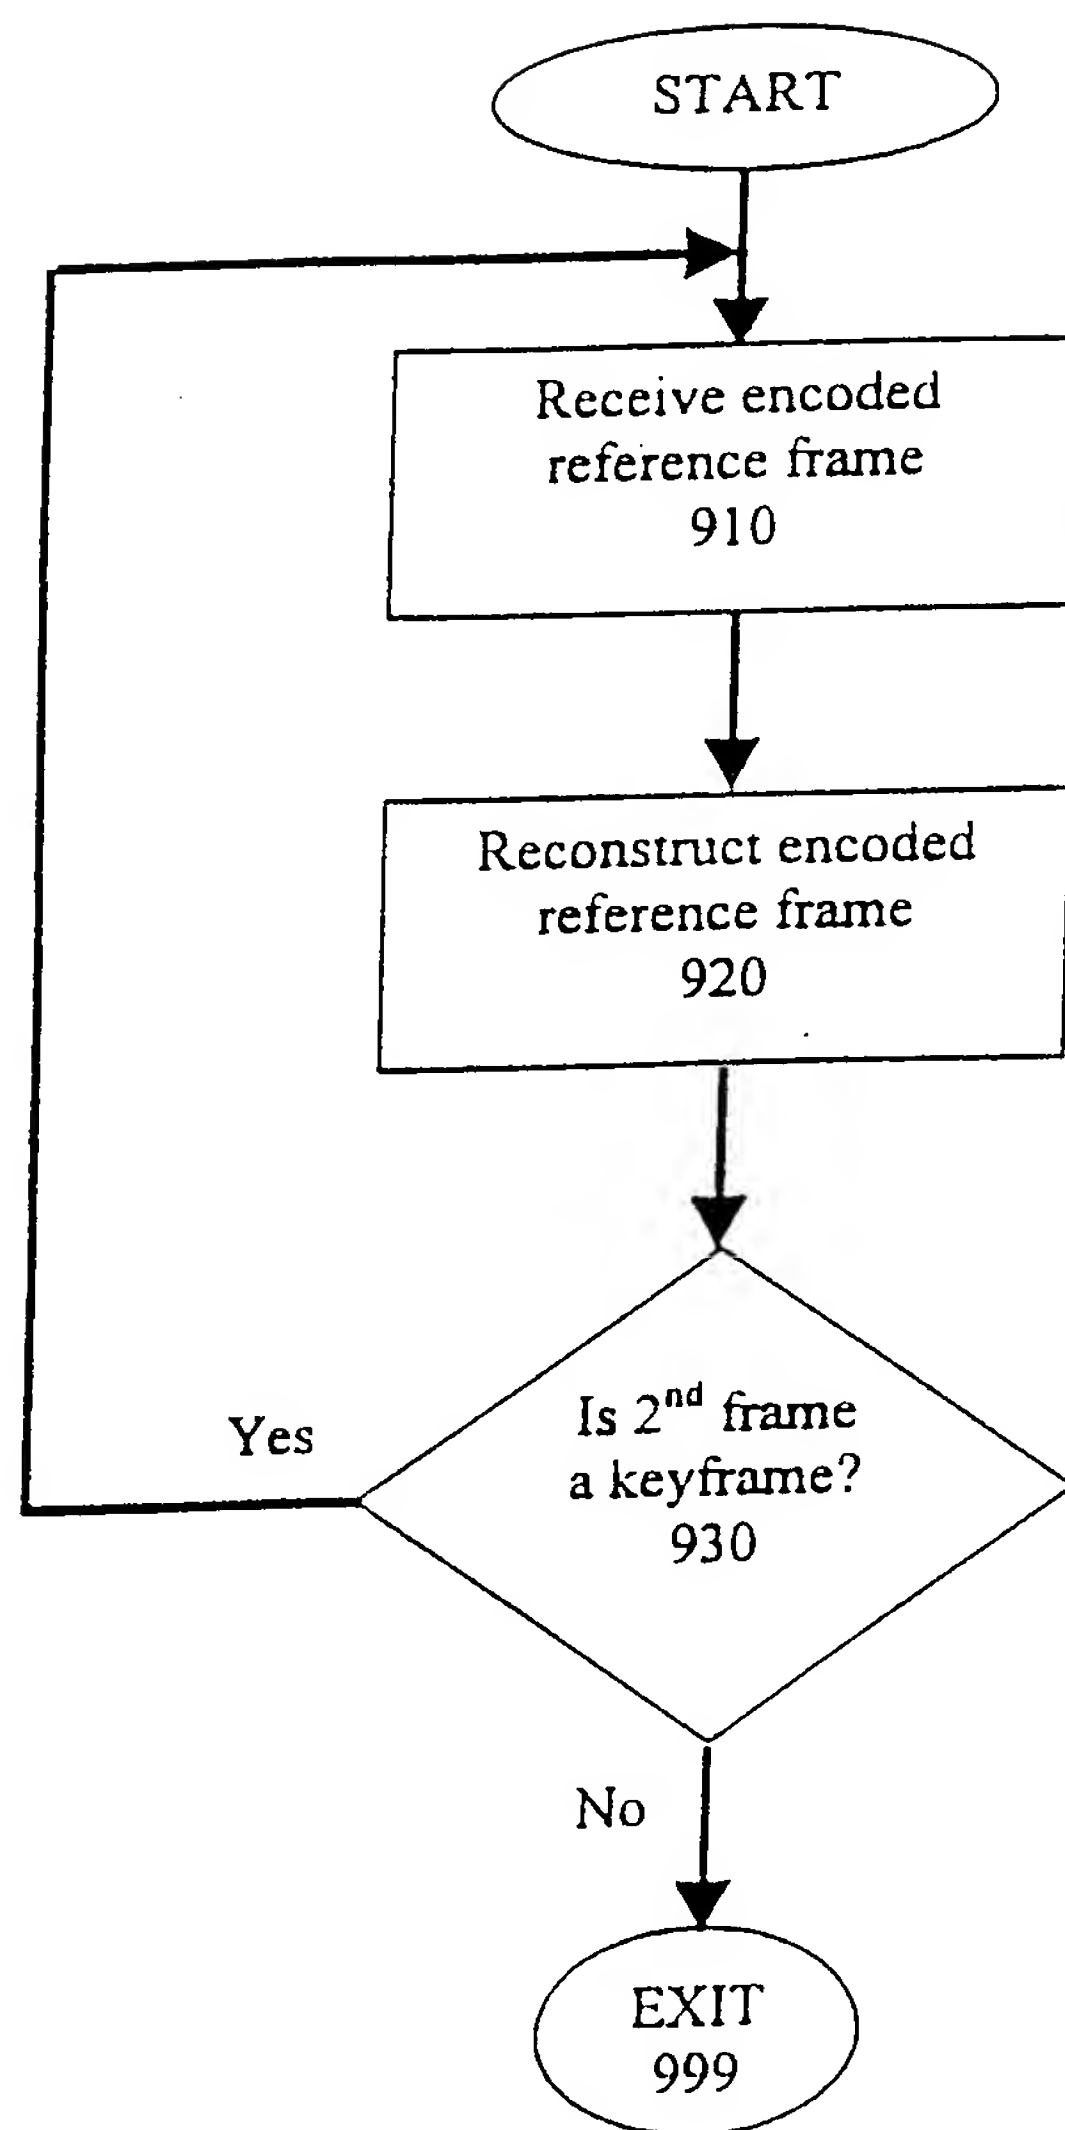 START
Receive encoded
reference frame
910
Reconstruct encoded
reference frame
920
Is 2nd frame
a keyframe?
930
Yes
No
EXIT
999